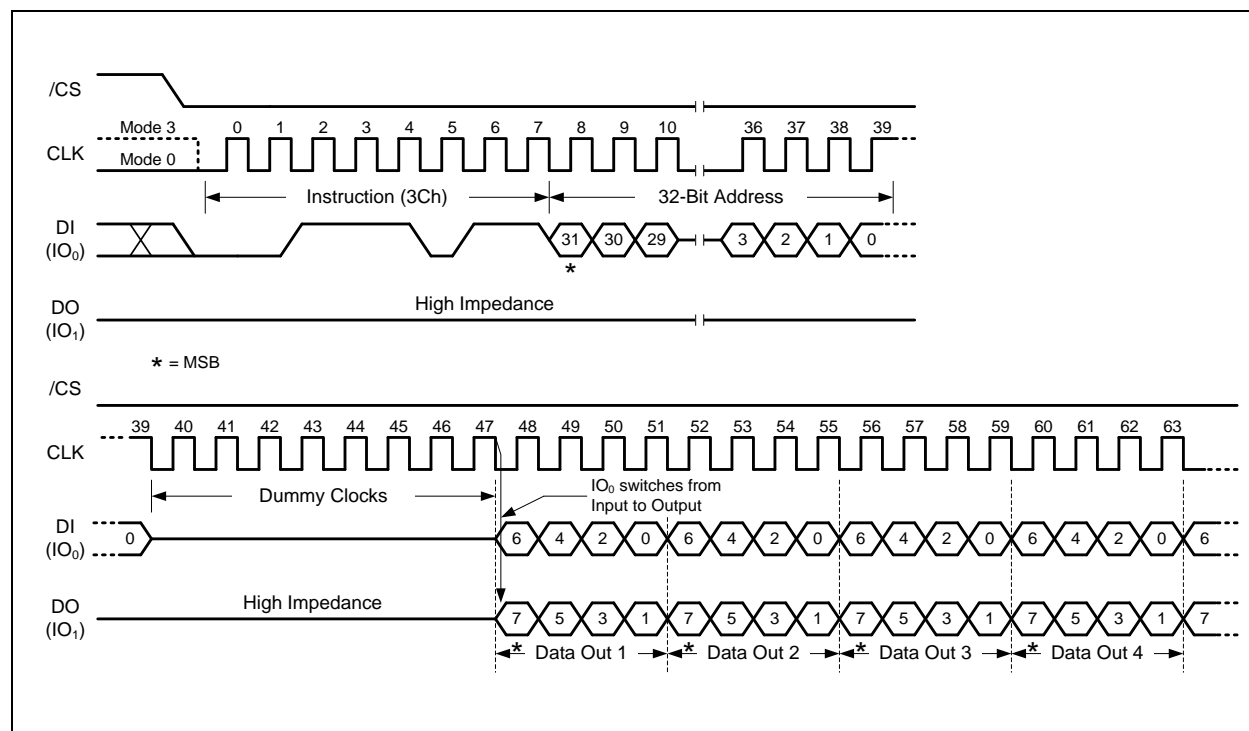 /CS
Mode 3 0 1 2 3 4 5 6 7 8 9 10 36 37 38 39
CLK
Mode 0
Instruction (3Ch) 32-Bit Address
DI
(IO₀) 31 30 29 3 2 1 0
*
High Impedance
DO
(IO₁)
* = MSB
/CS
39 40 41 42 43 44 45 46 47 48 49 50 51 52 53 54 55 56 57 58 59 60 61 62 63
CLK
Dummy Clocks
IO₀ switches from
Input to Output
DI
(IO₀) 0 6 4 2 0 6 4 2 0 6 4 2 0 6 4 2 0 6
High Impedance
DO
(IO₁) 7 5 3 1 7 5 3 1 7 5 3 1 7 5 3 1 7
* Data Out 1 * Data Out 2 * Data Out 3 * Data Out 4